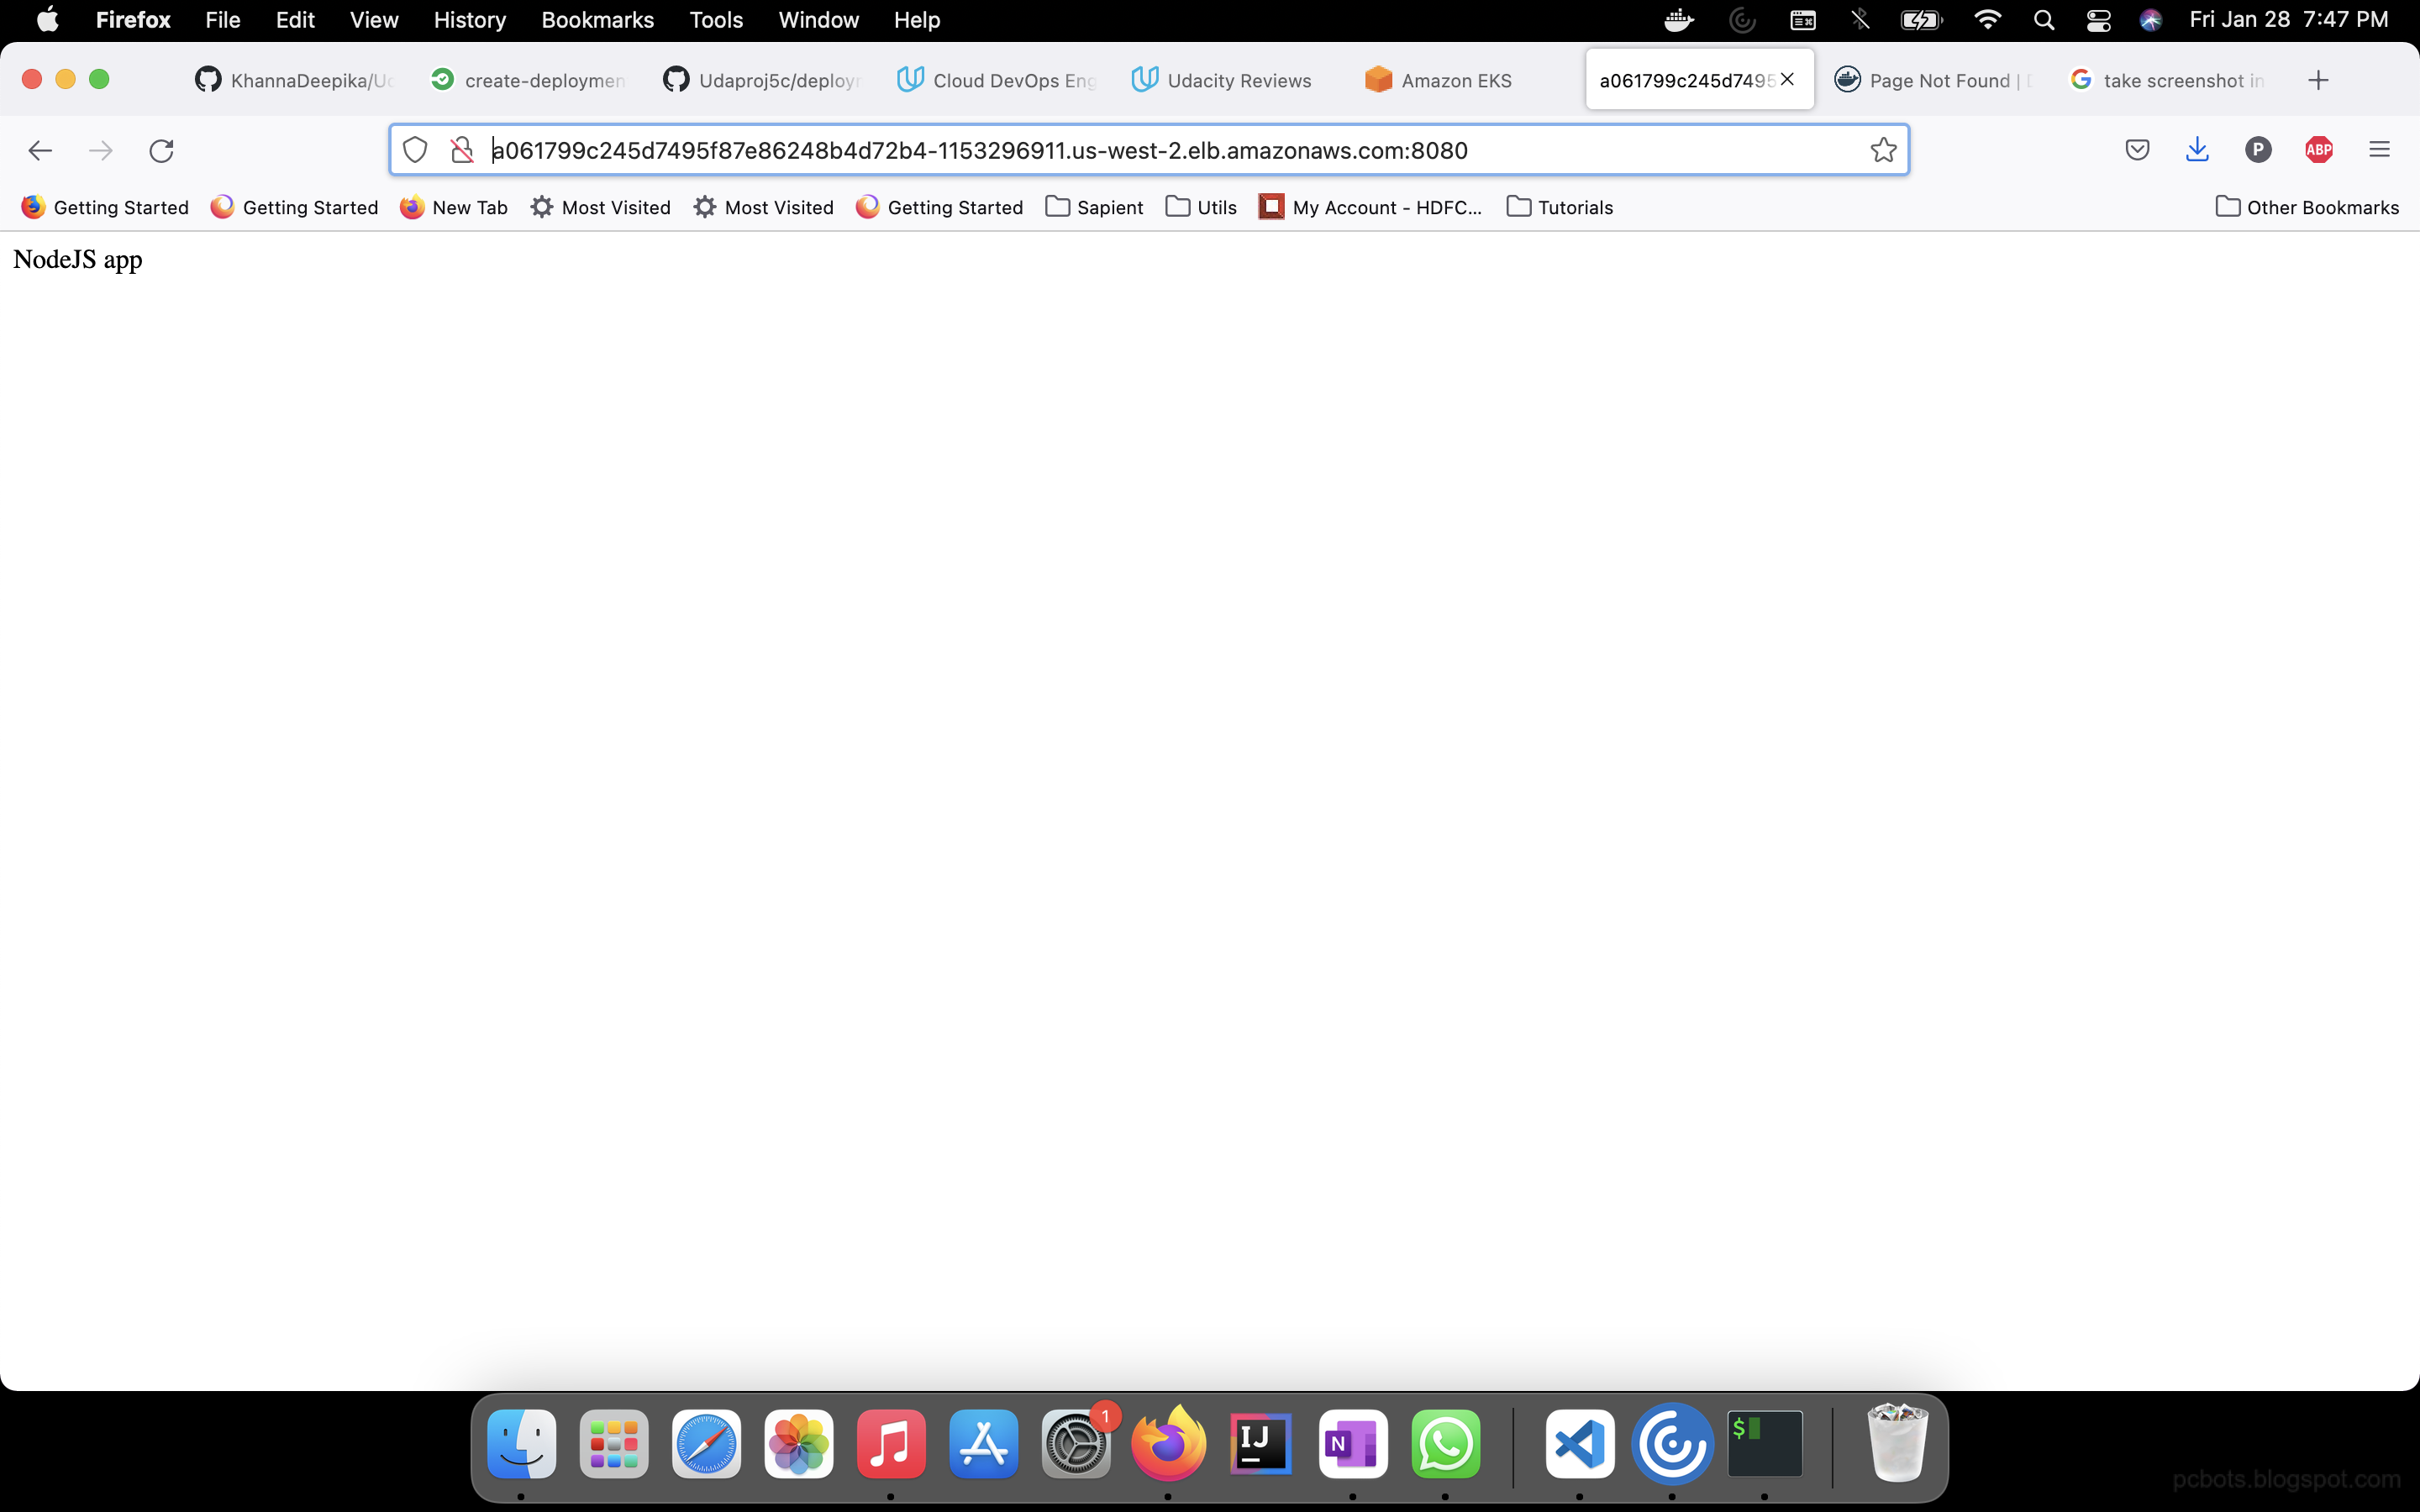 Firefox File Edit View History Bookmarks Tools Window Help Fri Jan 28 7:47 PM
KhannaDeepika/Uc create-deploymen Udaproj5c/deployr Cloud DevOps Eng Udacity Reviews Amazon EKS a061799c245d7495 Page Not Found | D take screenshot in
a061799c245d7495f87e86248b4d72b4-1153296911.us-west-2.elb.amazonaws.com:8080 P ABP
Getting Started Getting Started New Tab Most Visited Most Visited Getting Started Sapient Utils My Account - HDFC... Tutorials Other Bookmarks
NodeJS app
1
IJ N $
pcbots.blogspot.com